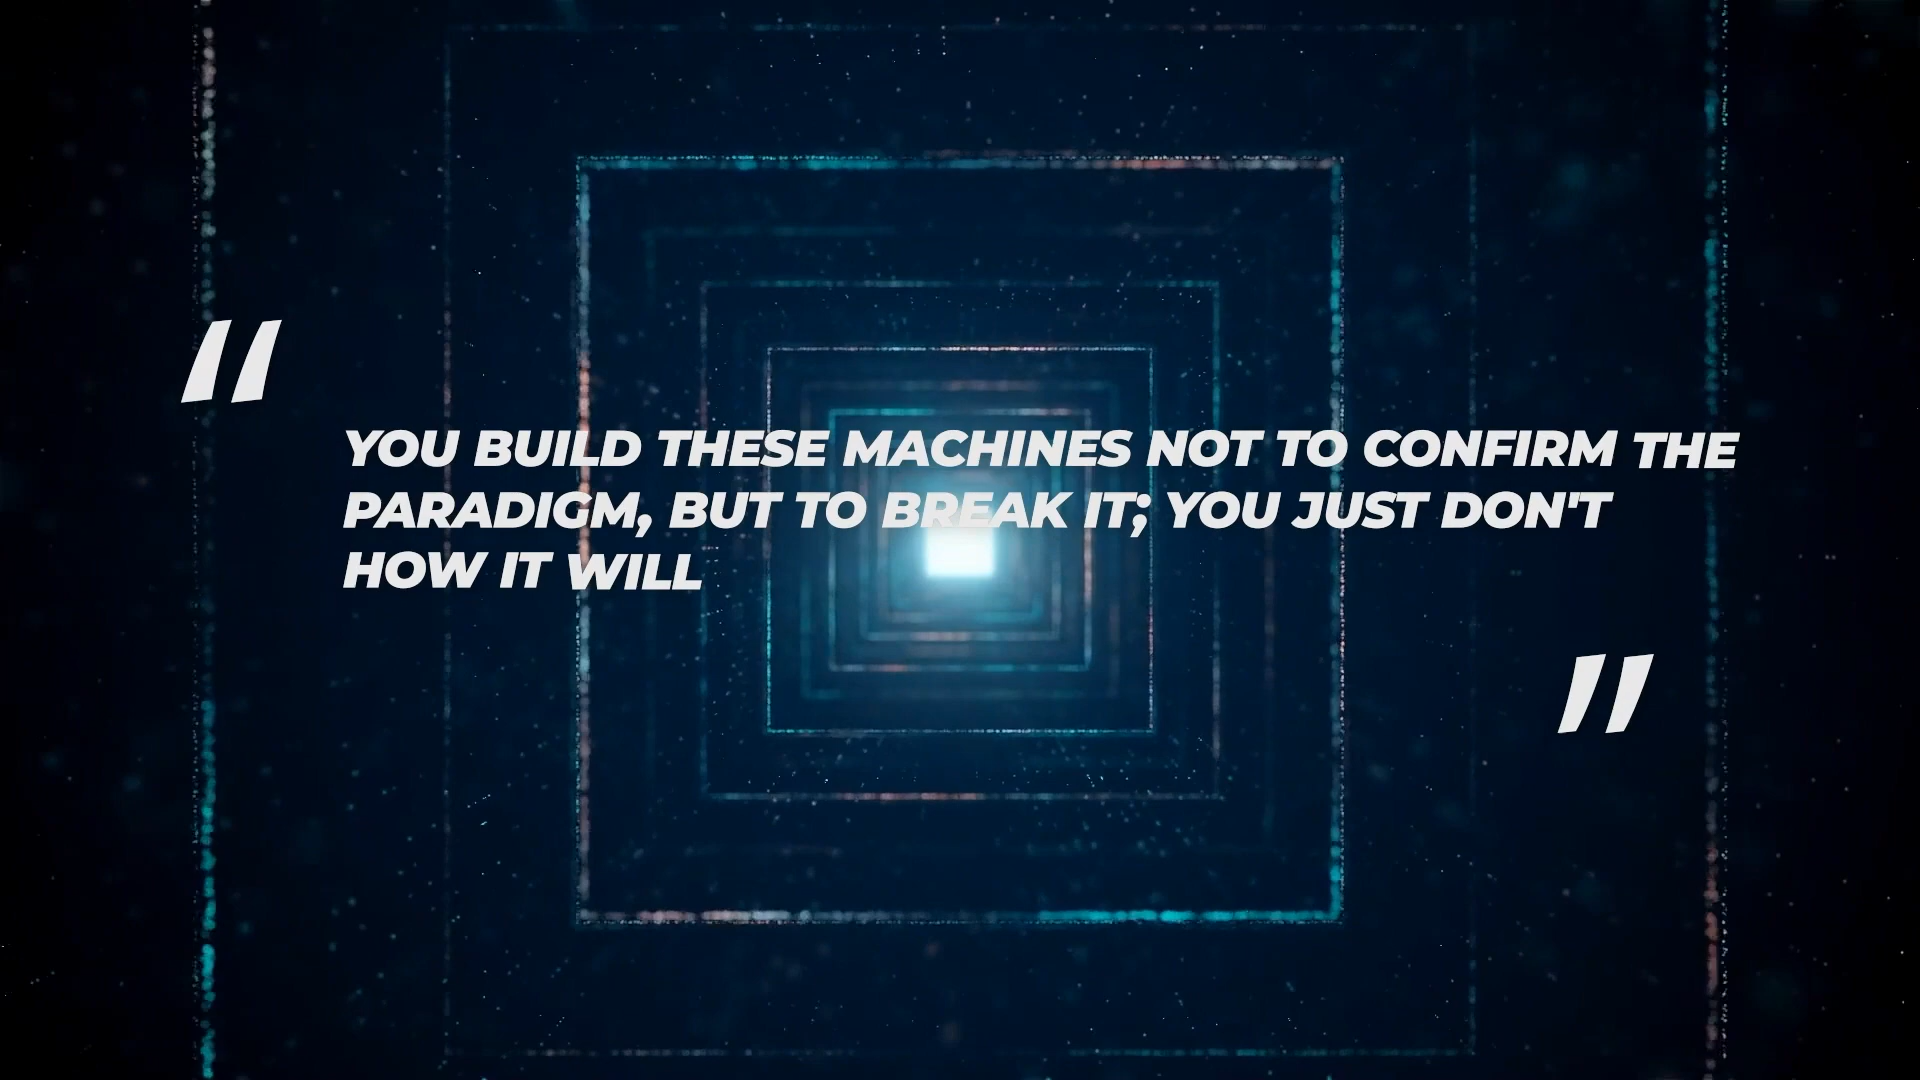 “
YOU BUILD THESE MACHINES NOT TO CONFIRM THE
PARADIGM, BUT TO BREAK IT; YOU JUST DON'T
HOW IT WILL
”